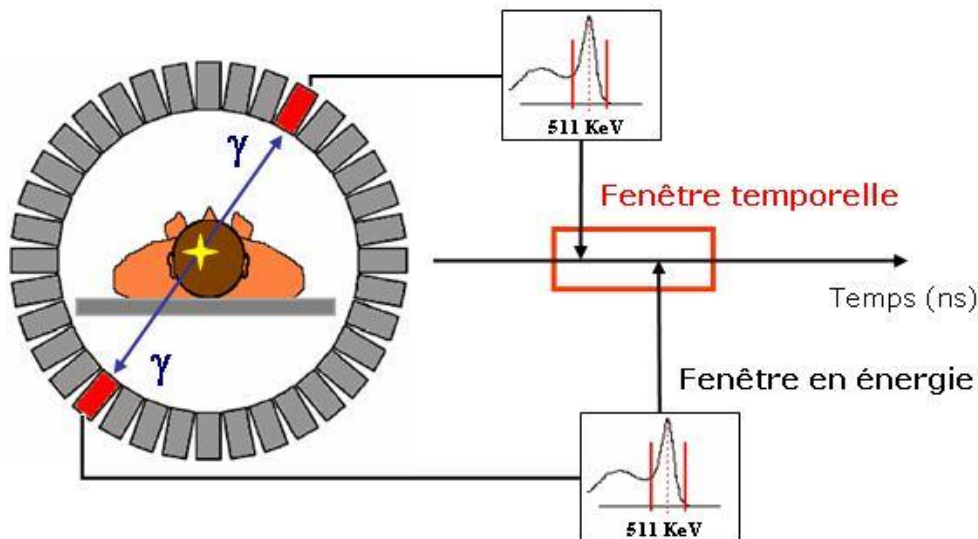 511 KeV
γ
Fenêtre temporelle
Temps (ns)
γ
Fenêtre en énergie
511 KeV